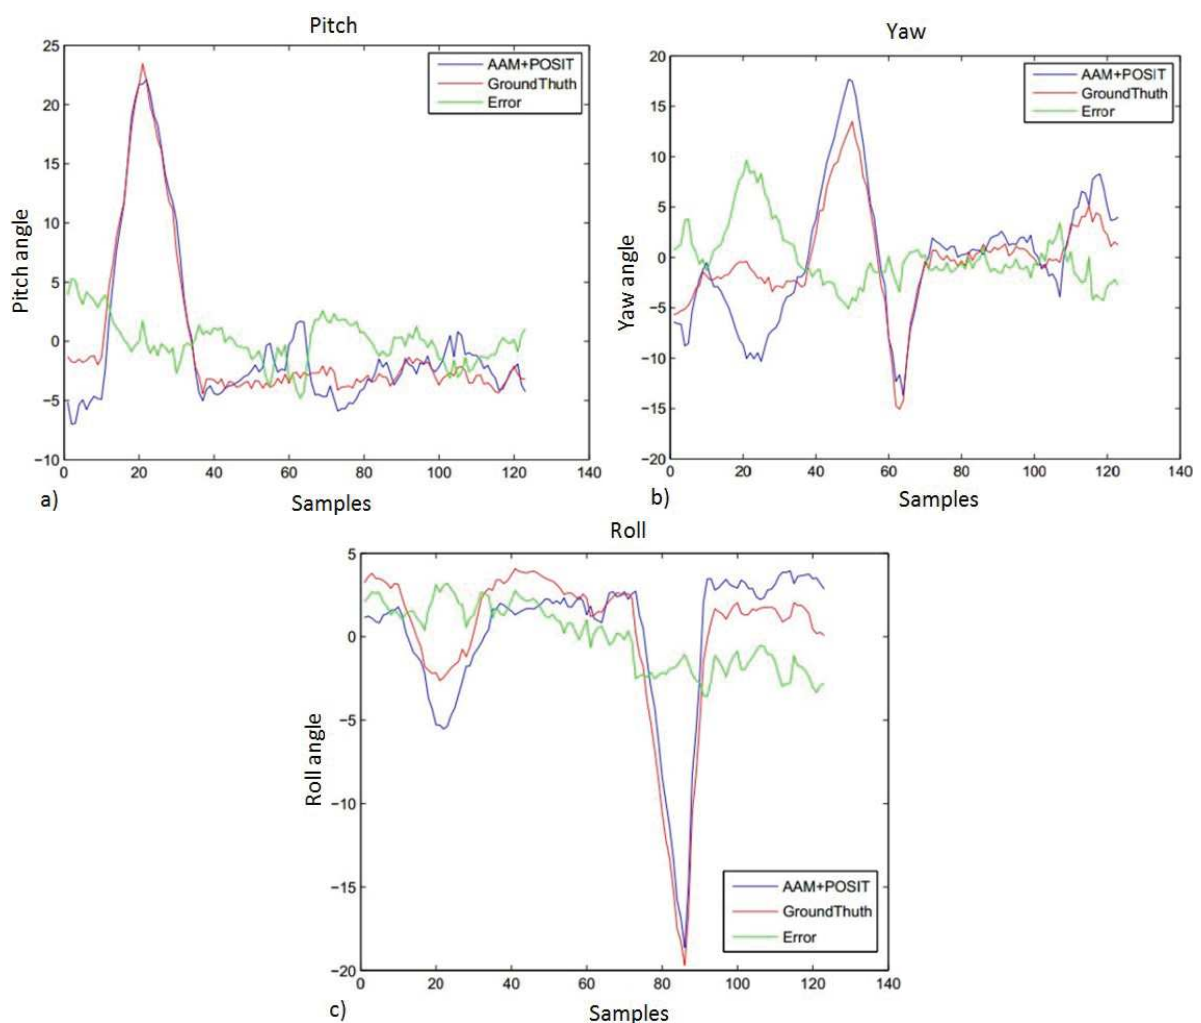 Pitch
25
20
15
10
5
0
−5
−10
0 20 40 60 80 100 120 140
Pitch angle
AAM+POSIT
GroundThuth
Error
a)
Samples
Yaw
20
15
10
5
0
−5
−10
−15
−20
0 20 40 60 80 100 120 140
Yaw angle
AAM+POSIT
GroundThuth
Error
b)
Samples
Roll
5
0
−5
−10
−15
−20
0 20 40 60 80 100 120 140
Roll angle
AAM+POSIT
GroundThuth
Error
c)
Samples